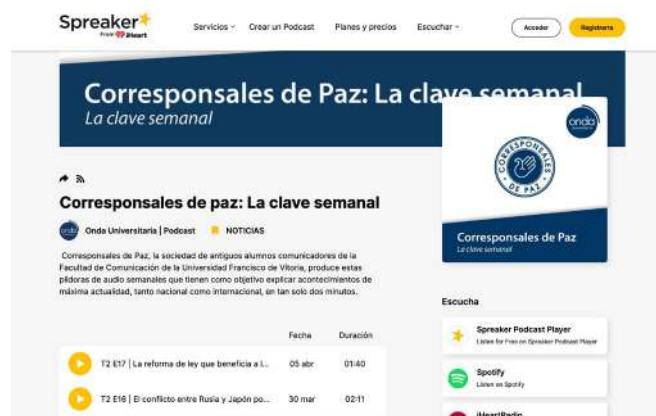 Spreaker
From iHeart
Servicios
Crear un Podcast
Planes y precios
Escuchar
Acceder
Regístrate
Corresponsales de Paz: La clave semanal
La clave semanal
onda
CORRESPONSALES
DE PAZ
Corresponsales de Paz
La clave semanal
Corresponsales de paz: La clave semanal
Onda Universitaria | Podcast
NOTICIAS
Corresponsales de Paz, la sociedad de antiguos alumnos comunicadores de la
Facultad de Comunicación de la Universidad Francisco de Vitoria, produce estas
píldoras de audio semanales que tienen como objetivo explicar acontecimientos de
máxima actualidad, tanto nacional como internacional, en tan solo dos minutos.
Fecha
Duración
T2 E17 | La reforma de ley que beneficia a l...
05 abr
01:40
T2 E16 | El conflicto entre Rusia y Japón po...
30 mar
02:11
Escucha
Spreaker Podcast Player
Listen for Free on Spreaker Podcast Player
Spotify
Listen on Spotify
iHeartRadio